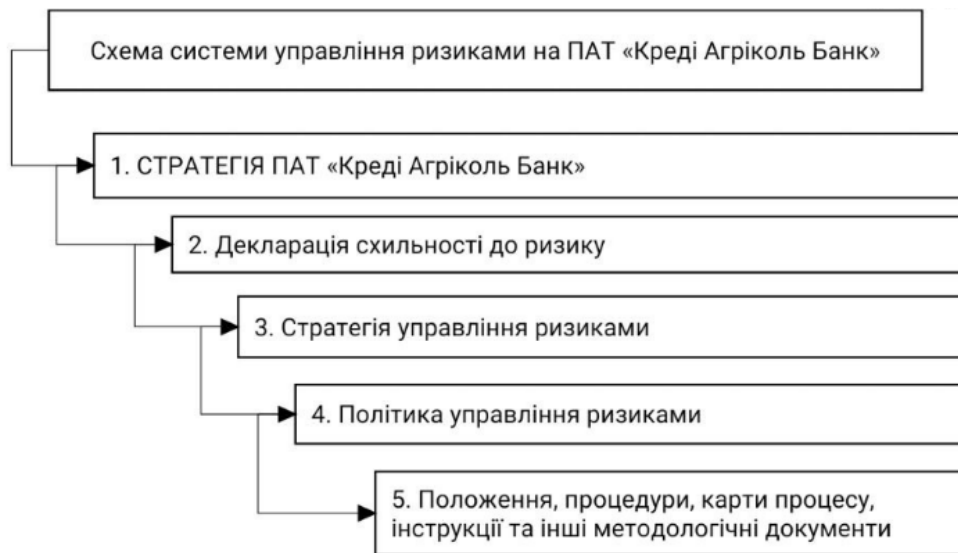 Схема системи управління ризиками на ПАТ «Креді Агріколь Банк»
1. СТРАТЕГІЯ ПАТ «Креді Агріколь Банк»
2. Декларація схильності до ризику
3. Стратегія управління ризиками
4. Політика управління ризиками
5. Положення, процедури, карти процесу,
інструкції та інші методологічні документи